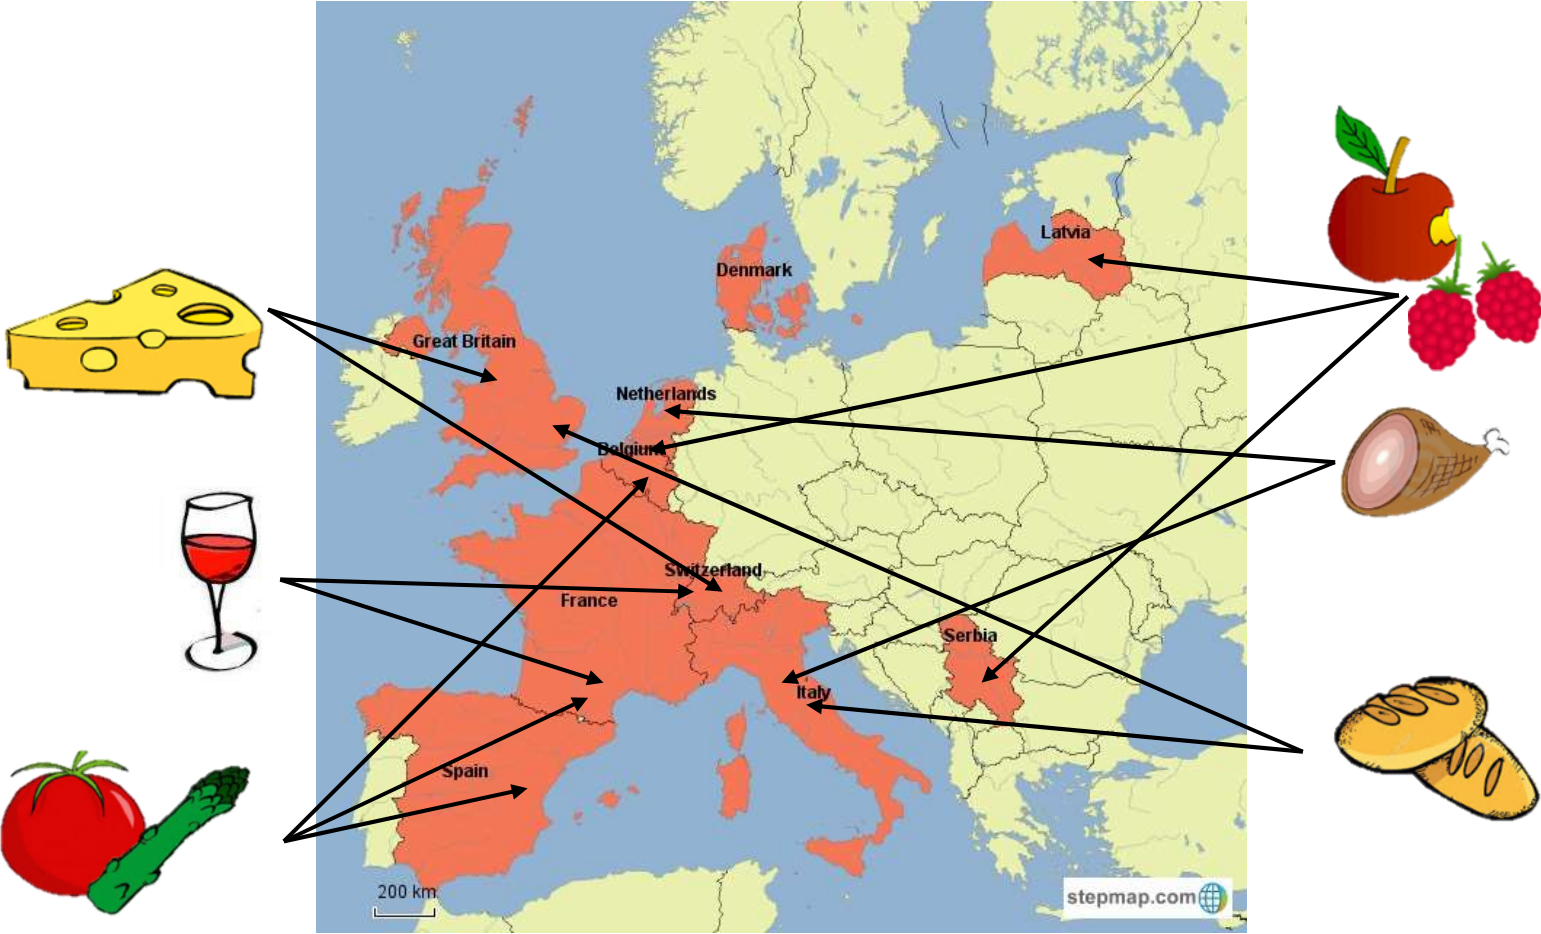 Latvia
Denmark
Great Britain
Netherlands
Belgium
Switzerland
France
Serbia
Italy
Spain
200 km
stepmap.com